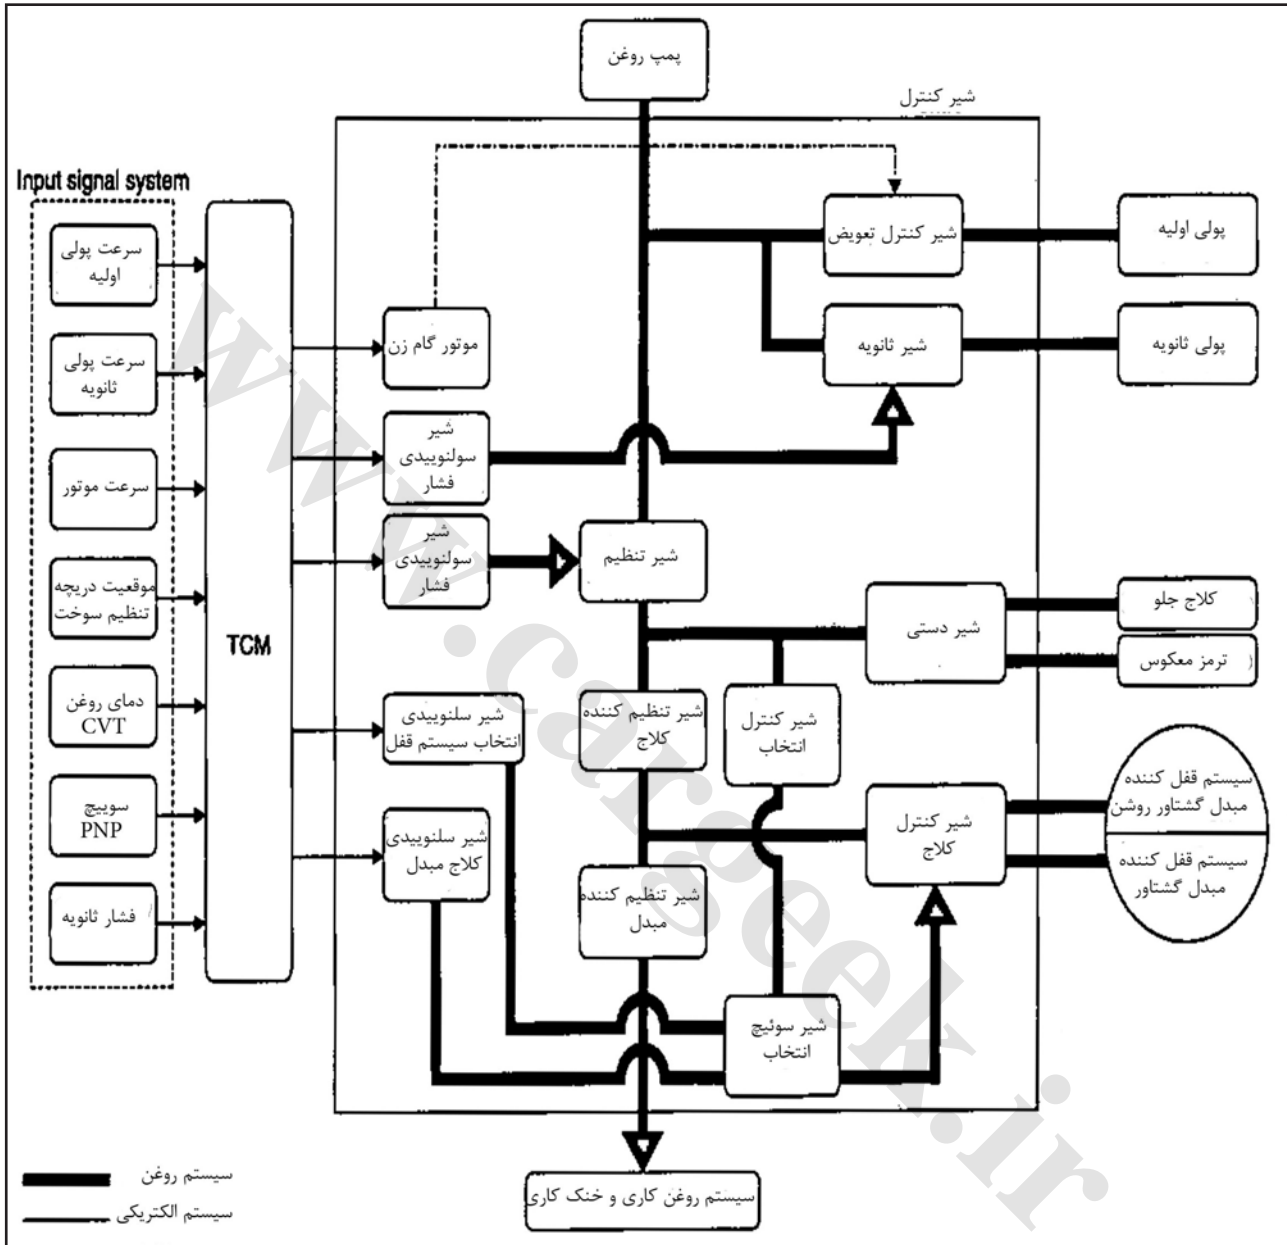 پمپ روغن
شیر کنترل
Input signal system
سرعت پولی
اولیه
سرعت پولی
ثانویه
سرعت موتور
موقعیت دریچه
تنظیم سوخت
دمای روغن
CVT
سوییچ
PNP
فشار ثانویه
TCM
موتور گام زن
شیر
سولنوییدی
فشار
شیر
سولنوییدی
فشار
شیر سلنوییدی
انتخاب سیستم قفل
شیر سلنوییدی
کلاج مبدل
شیر کنترل تعویض
شیر ثانویه
پولی اولیه
پولی ثانویه
شیر تنظیم
شیر دستی
کلاج جلو
ترمز معکوس
شیر تنظیم کننده
کلاج
شیر کنترل
انتخاب
شیر کنترل
کلاج
سیستم قفل کننده
مبدل گشتاور روشن
سیستم قفل کننده
مبدل گشتاور
شیر تنظیم کننده
مبدل
شیر سوئیچ
انتخاب
سیستم روغن کاری و خنک کاری
سیستم روغن
سیستم الکتریکی
www.cargeek.ir